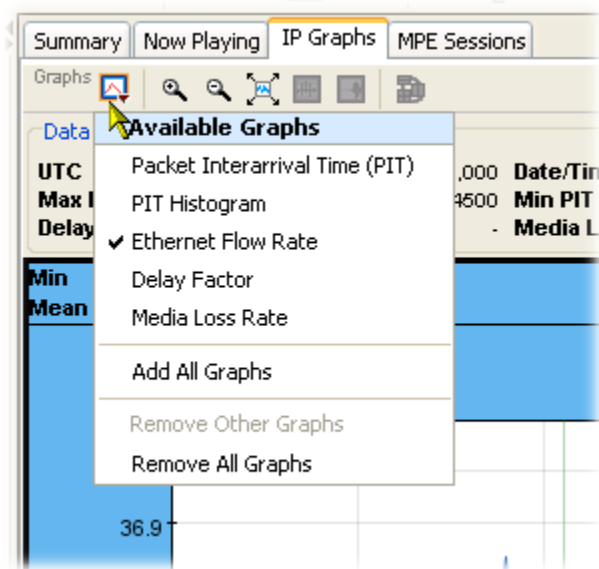 Summary Now Playing IP Graphs MPE Sessions
Graphs
Data
Available Graphs
UTC ,000 Date/Tim
Packet Interarrival Time (PIT)
Max 4500 Min PIT
PIT Histogram
Delay - Media L
Ethernet Flow Rate
Min
Delay Factor
Mean
Media Loss Rate
Add All Graphs
Remove Other Graphs
Remove All Graphs
36.9